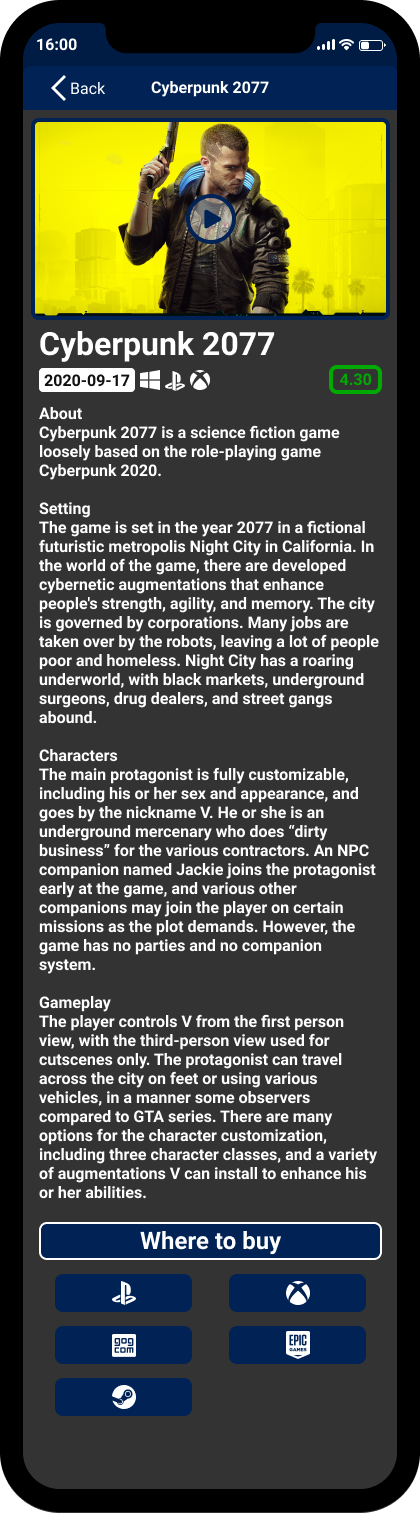 16:00
Back
Cyberpunk 2077
Cyberpunk 2077
2020-09-17
4.30
About
Cyberpunk 2077 is a science fiction game
loosely based on the role-playing game
Cyberpunk 2020.
Setting
The game is set in the year 2077 in a fictional
futuristic metropolis Night City in California. In
the world of the game, there are developed
cybernetic augmentations that enhance
people's strength, agility, and memory. The city
is governed by corporations. Many jobs are
taken over by the robots, leaving a lot of people
poor and homeless. Night City has a roaring
underworld, with black markets, underground
surgeons, drug dealers, and street gangs
abound.
Characters
The main protagonist is fully customizable,
including his or her sex and appearance, and
goes by the nickname V. He or she is an
underground mercenary who does “dirty
business” for the various contractors. An NPC
companion named Jackie joins the protagonist
early at the game, and various other
companions may join the player on certain
missions as the plot demands. However, the
game has no parties and no companion
system.
Gameplay
The player controls V from the first person
view, with the third-person view used for
cutscenes only. The protagonist can travel
across the city on feet or using various
vehicles, in a manner some observers
compared to GTA series. There are many
options for the character customization,
including three character classes, and a variety
of augmentations V can install to enhance his
or her abilities.
Where to buy
gog
com
EPIC
GAMES